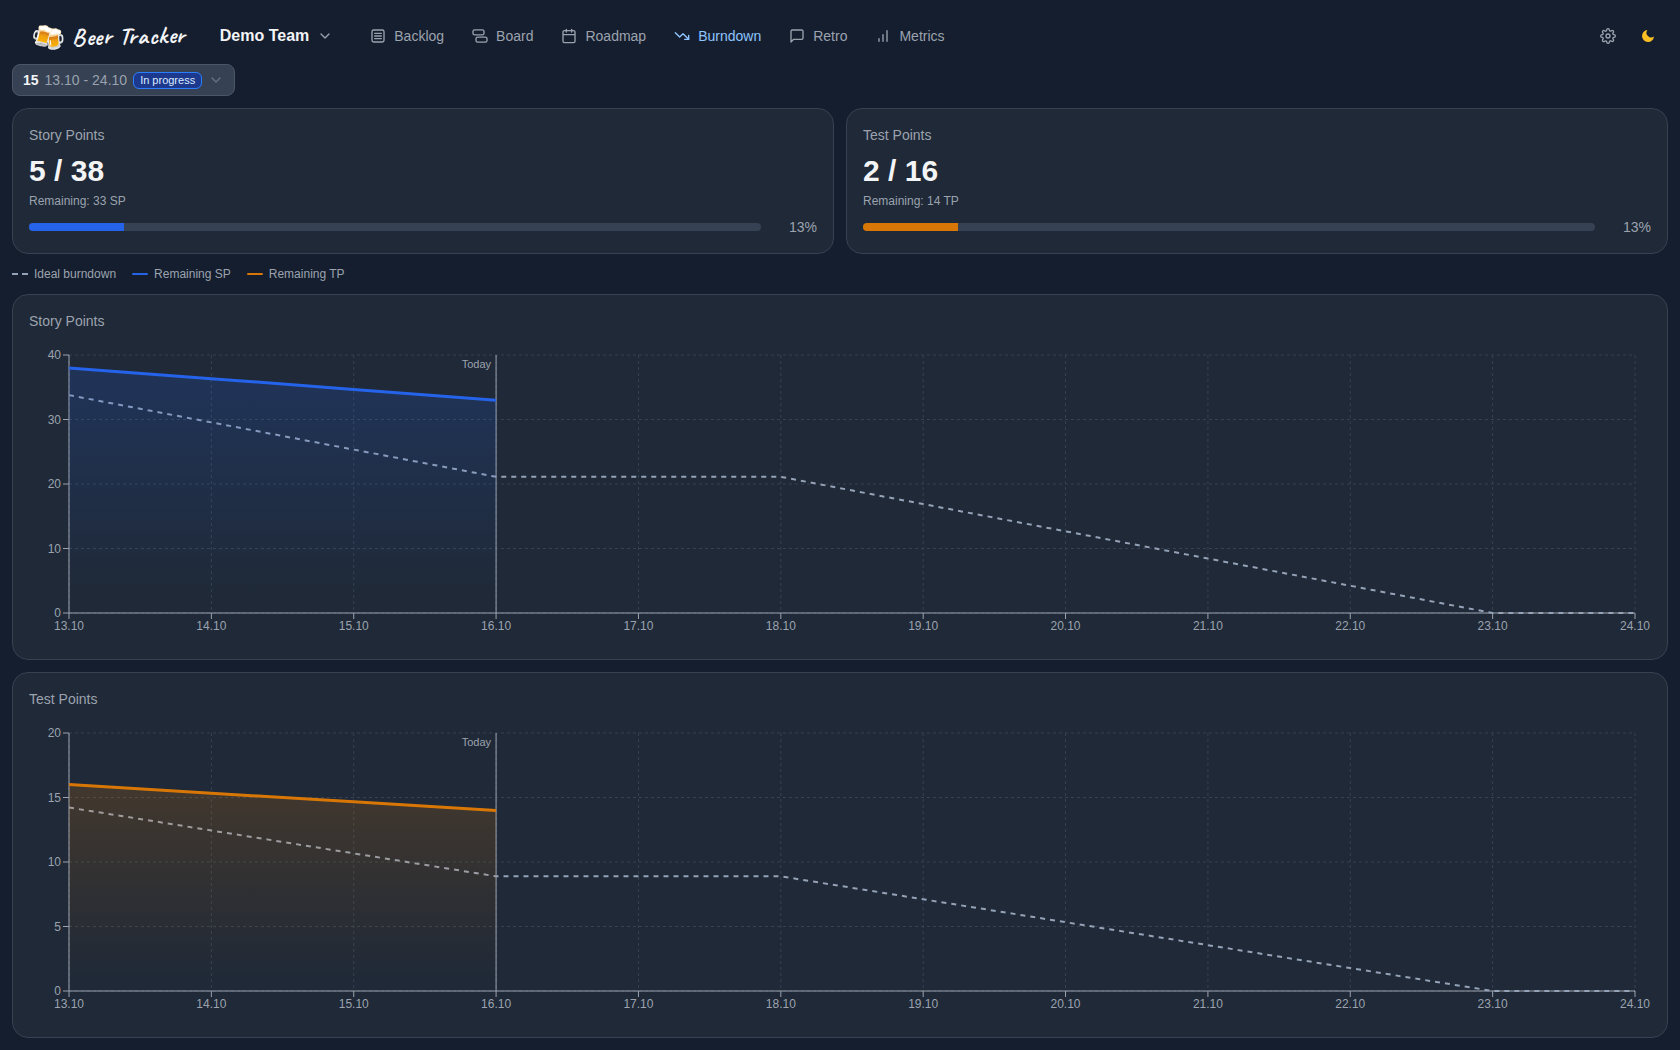 Beer Tracker
Demo Team
Backlog
Board
Roadmap
Burndown
Retro
Metrics
15 13.10 - 24.10 In progress
Story Points
5 / 38
Remaining: 33 SP
13%
Test Points
2 / 16
Remaining: 14 TP
13%
Ideal burndown
Remaining SP
Remaining TP
Story Points
40
30
20
10
0
Today
13.10
14.10
15.10
16.10
17.10
18.10
19.10
20.10
21.10
22.10
23.10
24.10
Test Points
20
15
10
5
0
Today
13.10
14.10
15.10
16.10
17.10
18.10
19.10
20.10
21.10
22.10
23.10
24.10